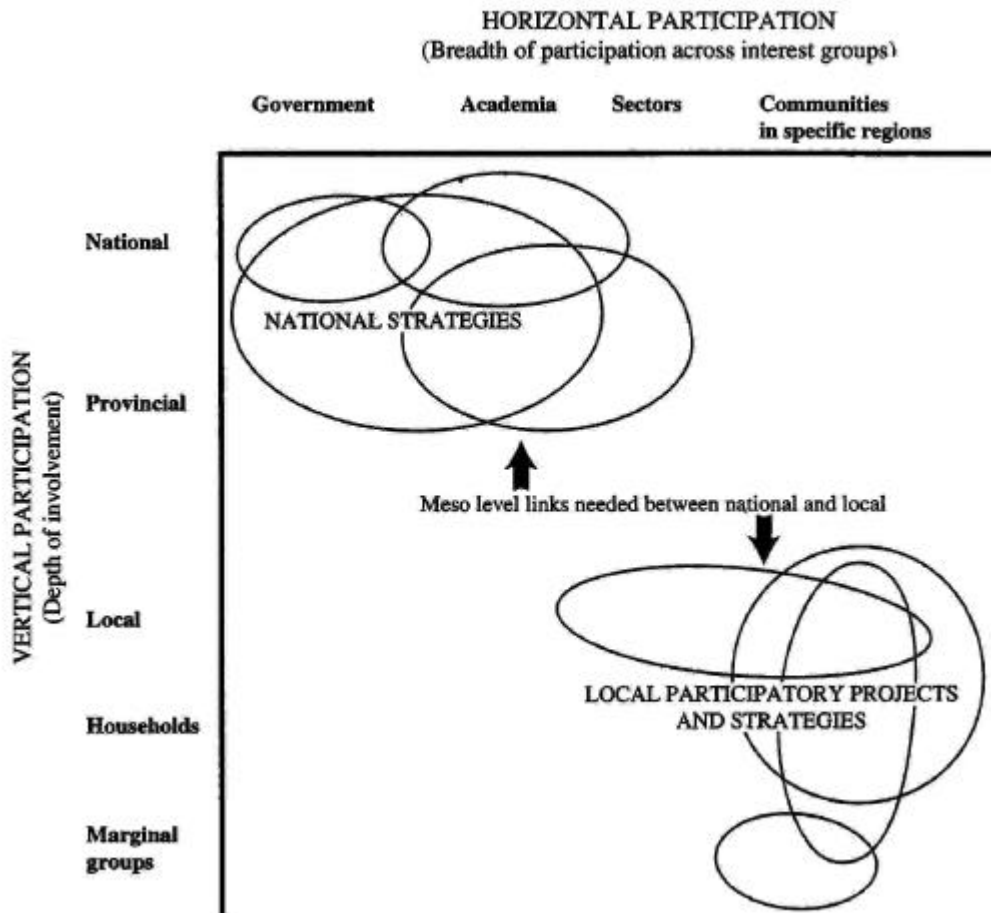 HORIZONTAL PARTICIPATION
(Breadth of participation across interest groups)
Government Academia Sectors Communities
in specific regions
VERTICAL PARTICIPATION
(Depth of involvement)
National
NATIONAL STRATEGIES
Provincial
Meso level links needed between national and local
Local
LOCAL PARTICIPATORY PROJECTS
AND STRATEGIES
Households
Marginal
groups